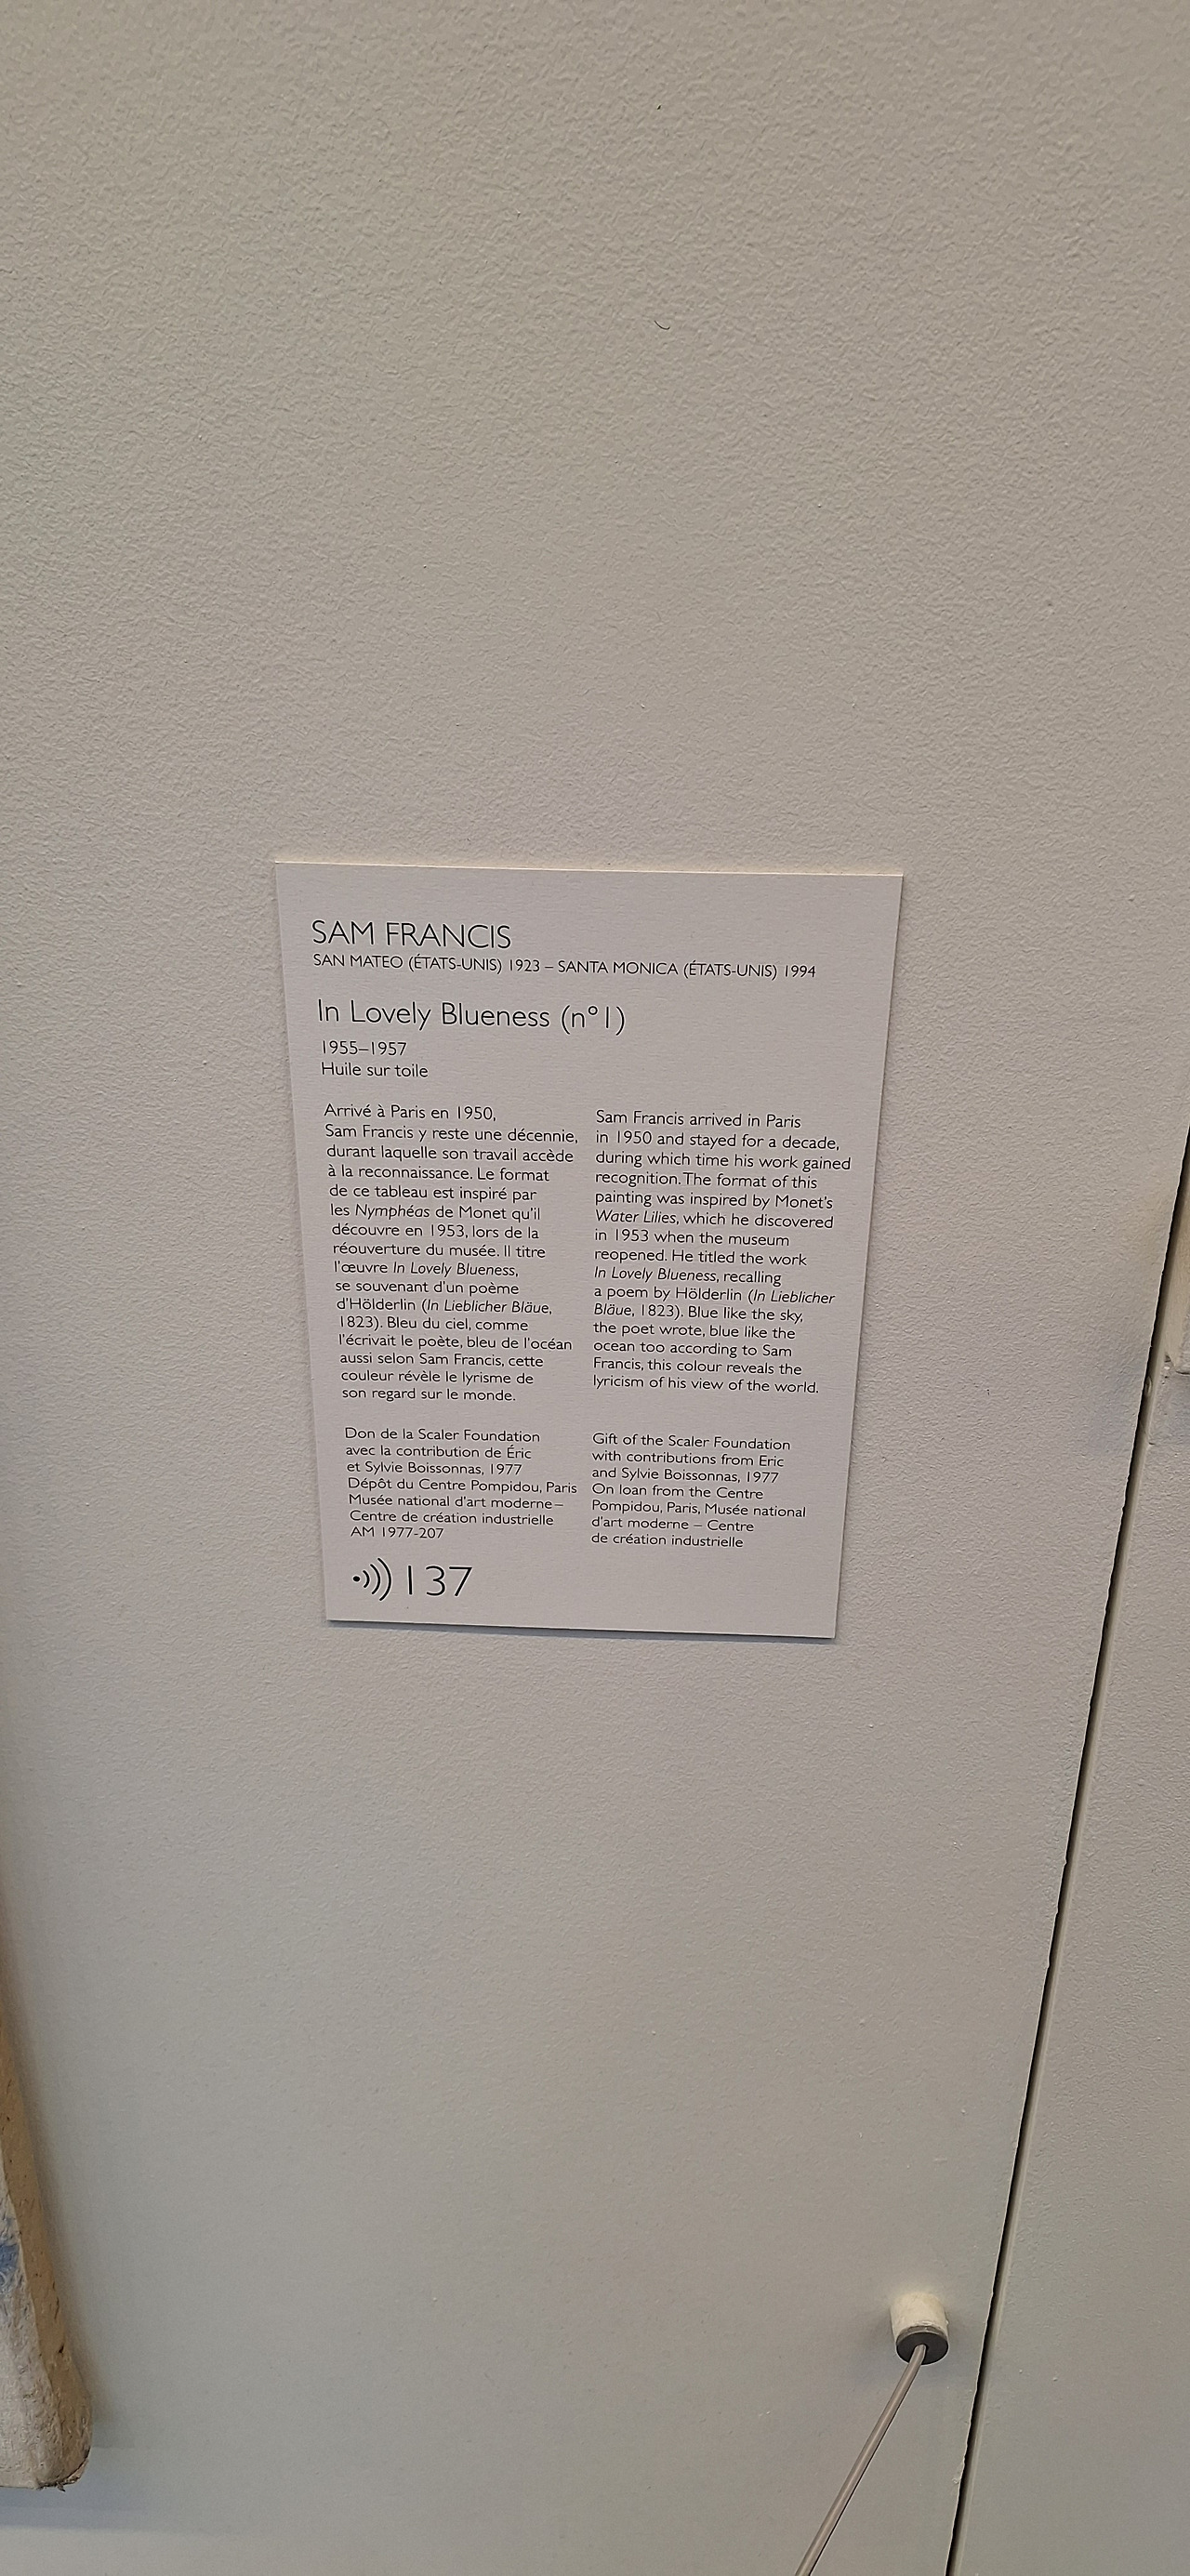 SAM FRANCIS
SAN MATEO (ÉTATS-UNIS) 1923 – SANTA MONICA (ÉTATS-UNIS) 1994
In Lovely Blueness (n°1)
1955–1957
Huile sur toile
Arrivé à Paris en 1950,
Sam Francis y reste une décennie,
durant laquelle son travail accède
à la reconnaissance. Le format
de ce tableau est inspiré par
les Nymphéas de Monet qu'il
découvre en 1953, lors de la
réouverture du musée. Il titre
l'œuvre In Lovely Blueness,
se souvenant d'un poème
d'Hölderlin (In Lieblicher Bläue,
1823). Bleu du ciel, comme
l'écrivait le poète, bleu de l'océan
aussi selon Sam Francis, cette
couleur révèle le lyrisme de
son regard sur le monde.
Don de la Scaler Foundation
avec la contribution de Éric
et Sylvie Boissonnas, 1977
Dépôt du Centre Pompidou, Paris
Musée national d'art moderne –
Centre de création industrielle
AM 1977-207
Sam Francis arrived in Paris
in 1950 and stayed for a decade,
during which time his work gained
recognition. The format of this
painting was inspired by Monet's
Water Lilies, which he discovered
in 1953 when the museum
reopened. He titled the work
In Lovely Blueness, recalling
a poem by Hölderlin (In Lieblicher
Bläue, 1823). Blue like the sky,
the poet wrote, blue like the
ocean too according to Sam
Francis, this colour reveals the
lyricism of his view of the world.
Gift of the Scaler Foundation
with contributions from Eric
and Sylvie Boissonnas, 1977
On loan from the Centre
Pompidou, Paris, Musée national
d'art moderne – Centre
de création industrielle
137